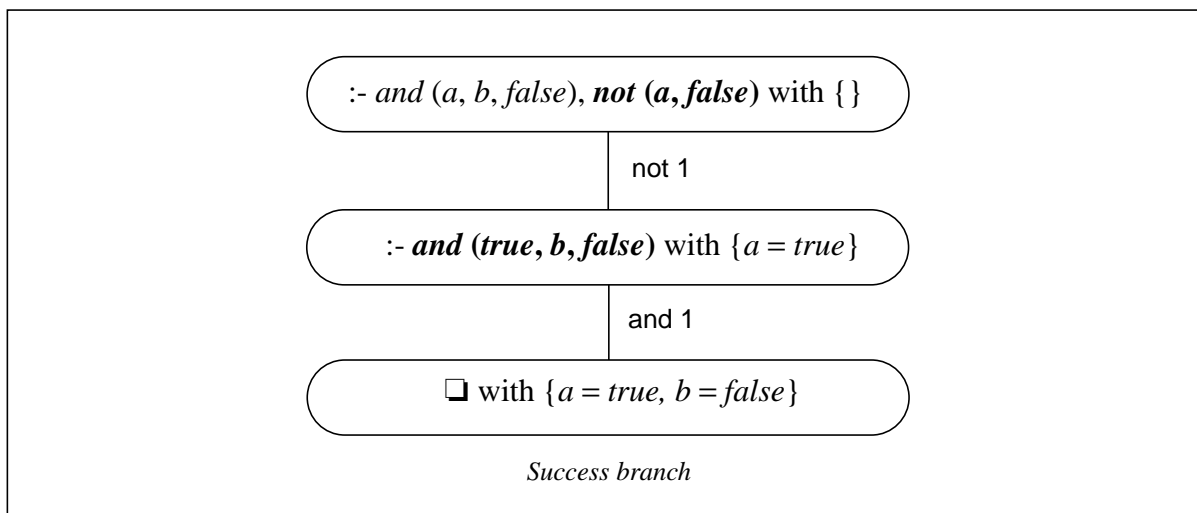 :- and (a, b, false), not (a, false) with {}
not 1
:- and (true, b, false) with {a = true}
and 1
❏ with {a = true, b = false}
Success branch